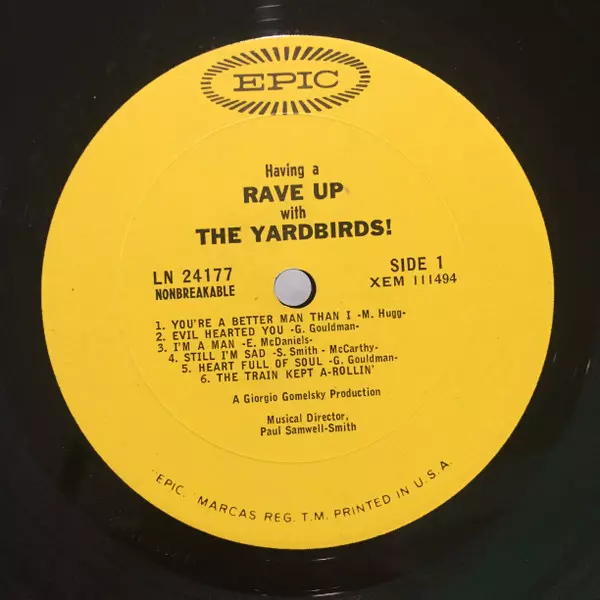 EPIC
Having a
RAVE UP
with
THE YARDBIRDS!
LN 24177
NONBREAKABLE
SIDE 1
XEM 111494
1. YOU'RE A BETTER MAN THAN I -M. Hugg-
2. EVIL HEARTED YOU -G. Gouldman-
3. I'M A MAN -E. McDaniels-
4. STILL I'M SAD -S. Smith - McCarthy-
5. HEART FULL OF SOUL -G. Gouldman-
6. THE TRAIN KEPT A-ROLLIN'
A Giorgio Gomelsky Production
Musical Director,
Paul Samwell-Smith
"EPIC," MARCAS REG. T.M. PRINTED IN U.S.A.